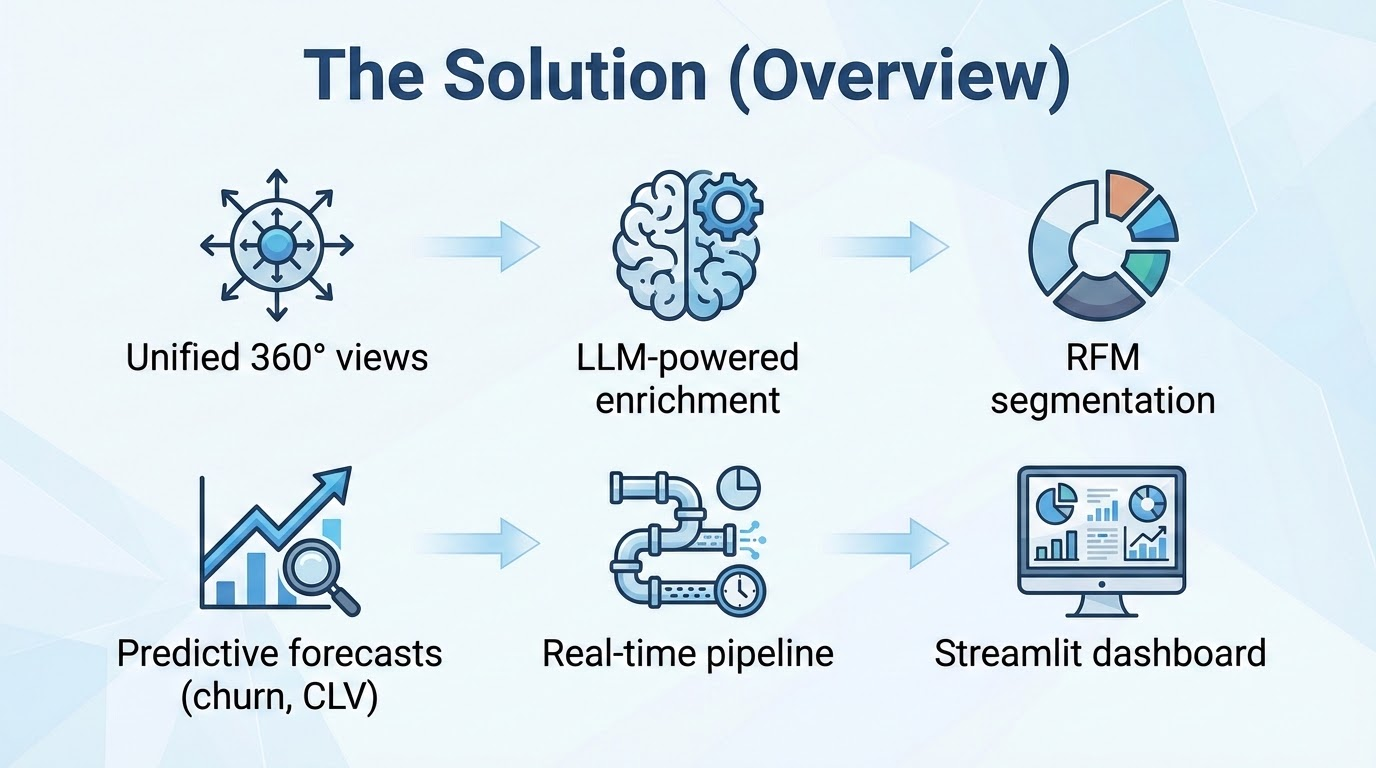 The Solution (Overview)
Unified 360° views
LLM-powered
enrichment
RFM
segmentation
Predictive forecasts
(churn, CLV)
Real-time pipeline
Streamlit dashboard